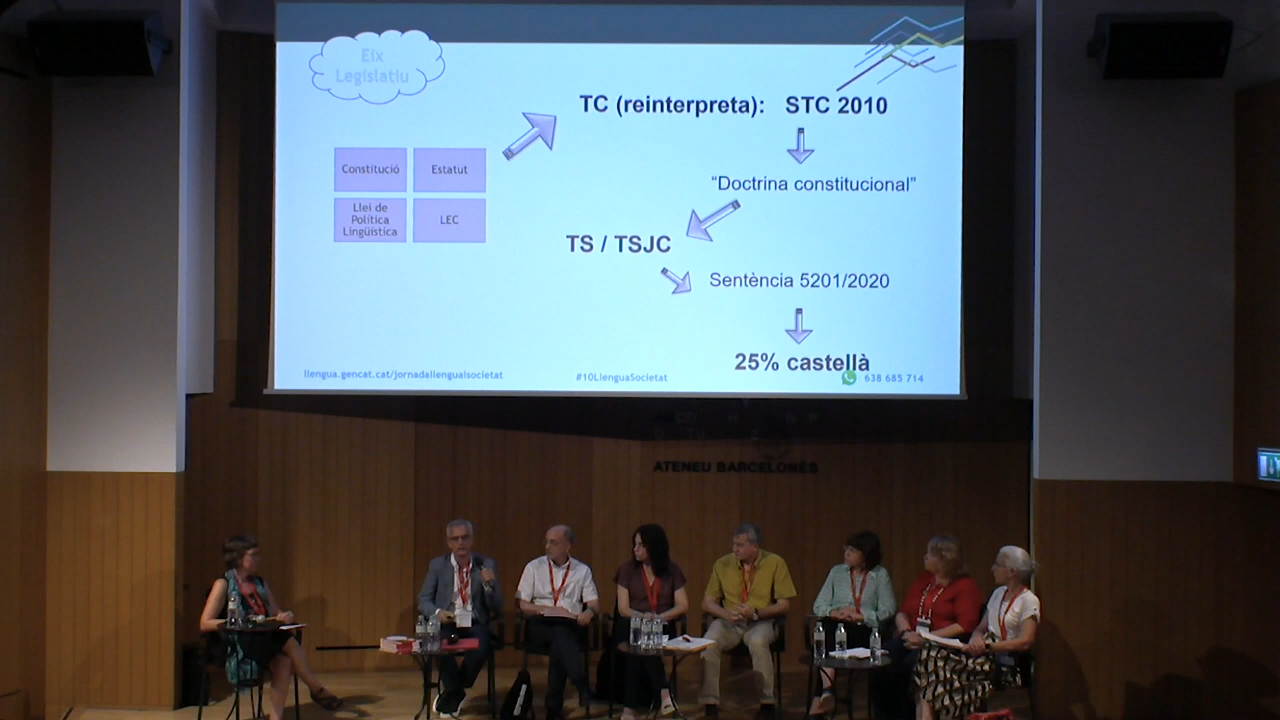 Eix
Legislatiu
TC (reinterpreta): STC 2010
Constitució
Estatut
Llei de
Política
Lingüística
LEC
“Doctrina constitucional”
TS / TSJC
Sentència 5201/2020
25% castellà
llengua.gencat.cat/jornadallenguaisocietat
#10LlenguaSocietat
638 685 714
ATENEU BARCELONÈS